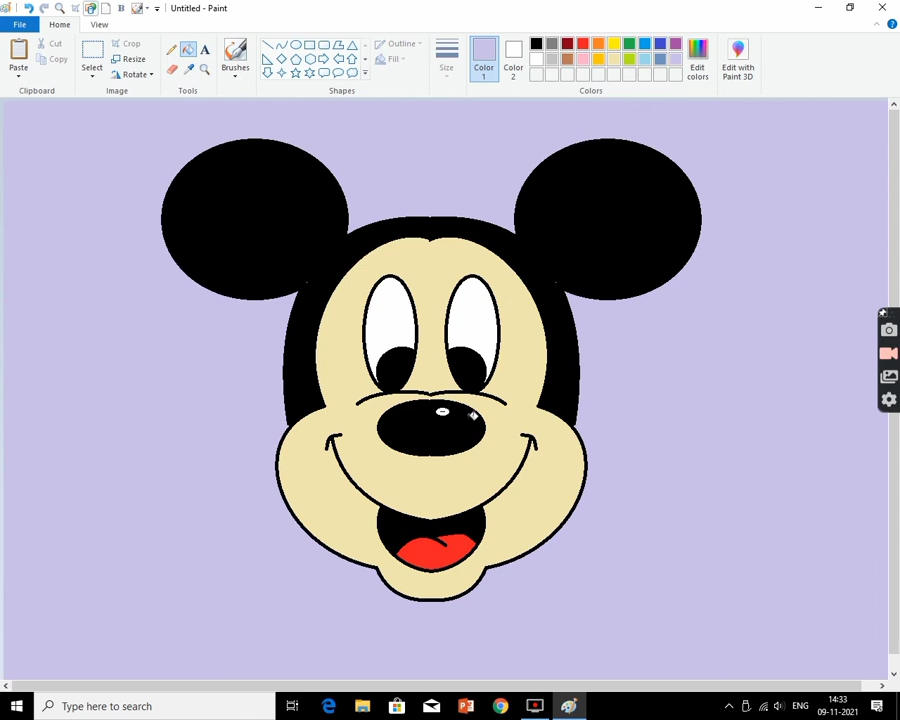 Untitled - Paint
File Home View
Paste
Cut
Copy
Clipboard
Select
Crop
Resize
Rotate
Image
A
Tools
Brushes
Shapes
Outline
Fill
Size
Color 1
Color 2
Colors
Edit colors
Edit with Paint 3D
Type here to search
ENG
14:33
09-11-2021